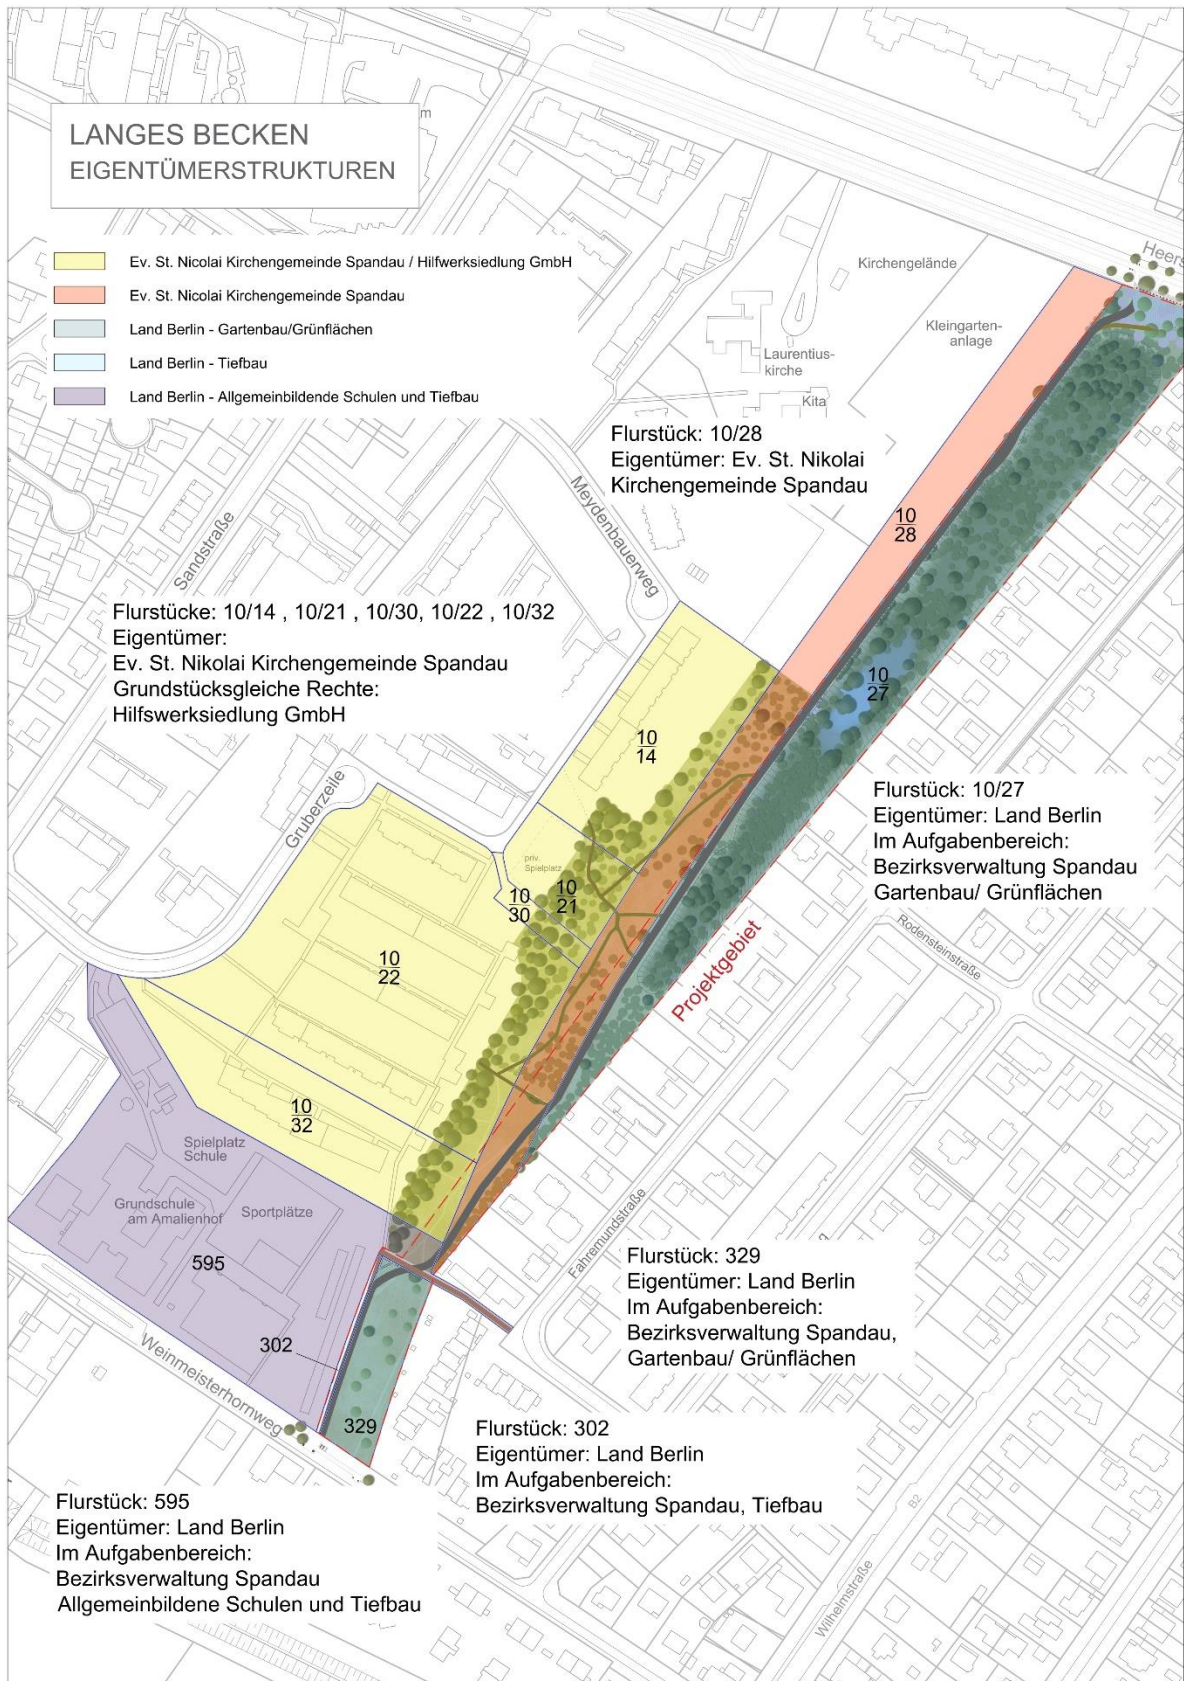 LANGES BECKEN
EIGENTÜMERSTRUKTUREN
m
Ev. St. Nicolai Kirchengemeinde Spandau / Hilfwerksiedlung GmbH
Ev. St. Nicolai Kirchengemeinde Spandau
Land Berlin - Gartenbau/Grünflächen
Land Berlin - Tiefbau
Land Berlin - Allgemeinbildende Schulen und Tiefbau
Heers
Kirchengelände
Kleingarten-
anlage
Laurentius-
kirche
Kita
Flurstück: 10/28
Eigentümer: Ev. St. Nikolai
Kirchengemeinde Spandau
Meydenbauerweg
Sandstraße
10
28
Flurstücke: 10/14 , 10/21 , 10/30, 10/22 , 10/32
Eigentümer:
Ev. St. Nikolai Kirchengemeinde Spandau
Grundstücksgleiche Rechte:
Hilfswerksiedlung GmbH
10
27
10
14
Gruberzeile
Flurstück: 10/27
Eigentümer: Land Berlin
Im Aufgabenbereich:
Bezirksverwaltung Spandau
Gartenbau/ Grünflächen
priv.
Spielplatz
10
21
10
30
Rodensteinstraße
10
22
Projektgebiet
10
32
Spielplatz
Schule
Grundschule
am Amalienhof
Sportplätze
595
Fahremundstraße
Flurstück: 329
Eigentümer: Land Berlin
Im Aufgabenbereich:
Bezirksverwaltung Spandau,
Gartenbau/ Grünflächen
302
Weinmeisterhornweg
329
Flurstück: 302
Eigentümer: Land Berlin
Im Aufgabenbereich:
Bezirksverwaltung Spandau, Tiefbau
Flurstück: 595
Eigentümer: Land Berlin
Im Aufgabenbereich:
Bezirksverwaltung Spandau
Allgemeinbildene Schulen und Tiefbau
B2
Wilhelmstraße